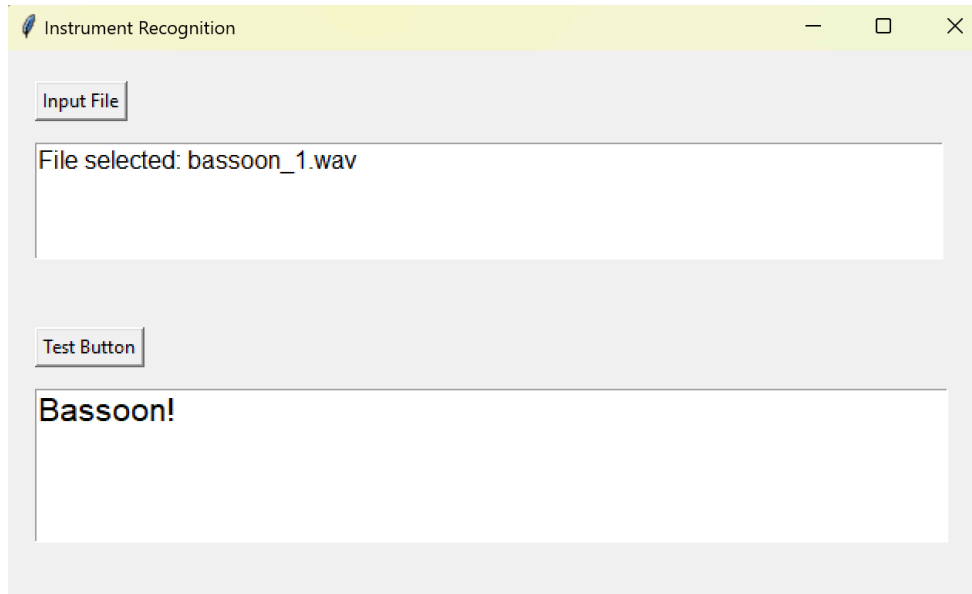 Instrument Recognition
Input File
File selected: bassoon_1.wav
Test Button
Bassoon!